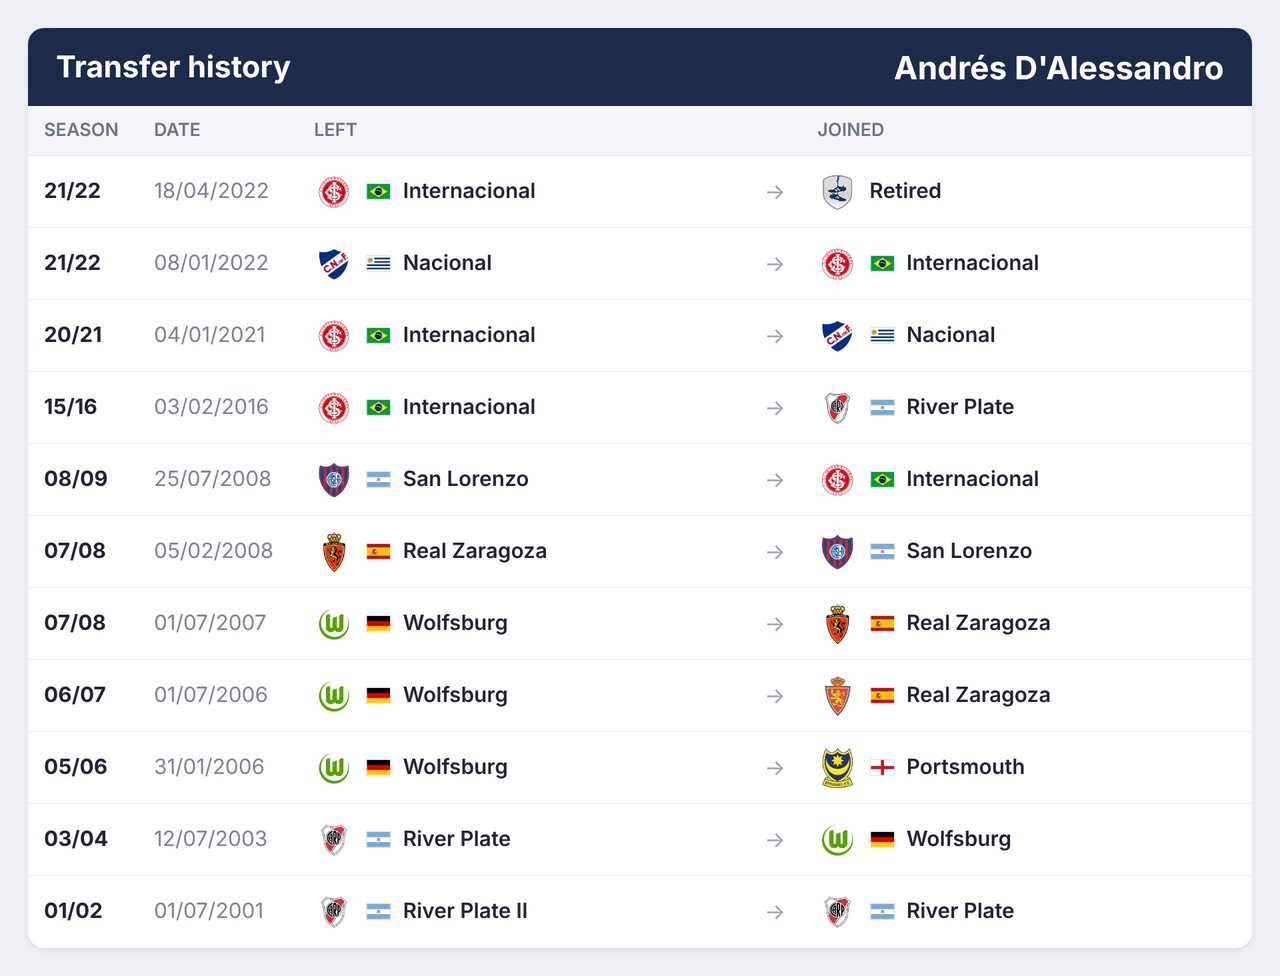 Transfer history Andrés D'Alessandro
SEASON DATE LEFT JOINED
21/22 18/04/2022 Internacional → Retired
21/22 08/01/2022 Nacional → Internacional
20/21 04/01/2021 Internacional → Nacional
15/16 03/02/2016 Internacional → River Plate
08/09 25/07/2008 San Lorenzo → Internacional
07/08 05/02/2008 Real Zaragoza → San Lorenzo
07/08 01/07/2007 Wolfsburg → Real Zaragoza
06/07 01/07/2006 Wolfsburg → Real Zaragoza
05/06 31/01/2006 Wolfsburg → Portsmouth
03/04 12/07/2003 River Plate → Wolfsburg
01/02 01/07/2001 River Plate II → River Plate